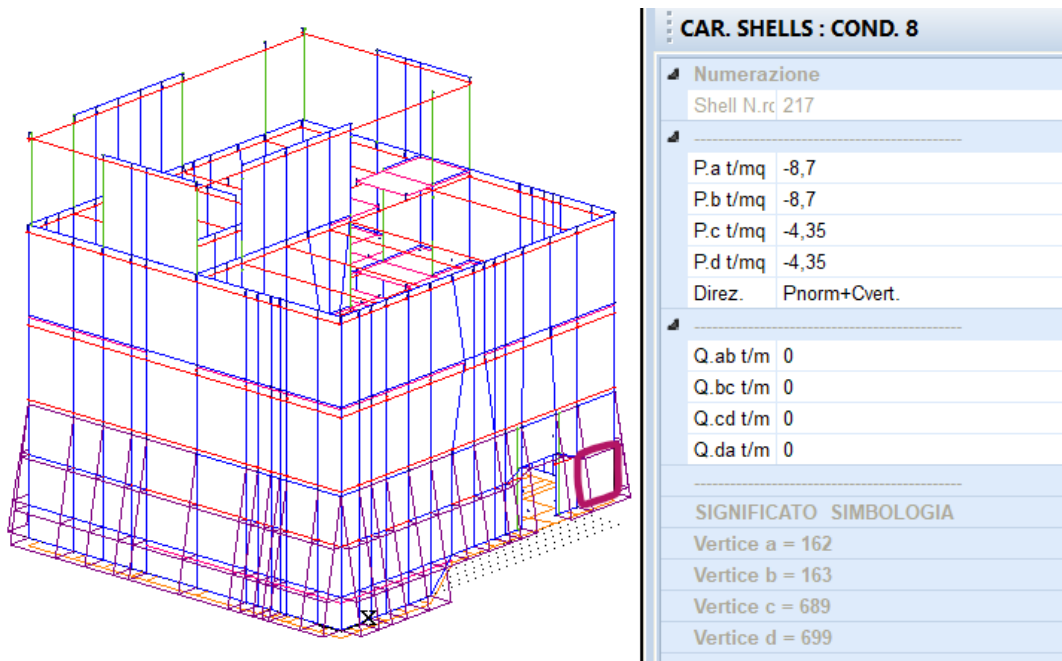 CAR. SHELLS : COND. 8
Numerazione
Shell N.rc 217
P.a t/mq -8,7
P.b t/mq -8,7
P.c t/mq -4,35
P.d t/mq -4,35
Direz. Pnorm+Cvert.
Q.ab t/m 0
Q.bc t/m 0
Q.cd t/m 0
Q.da t/m 0
SIGNIFICATO SIMBOLOGIA
Vertice a = 162
Vertice b = 163
Vertice c = 689
Vertice d = 699
X